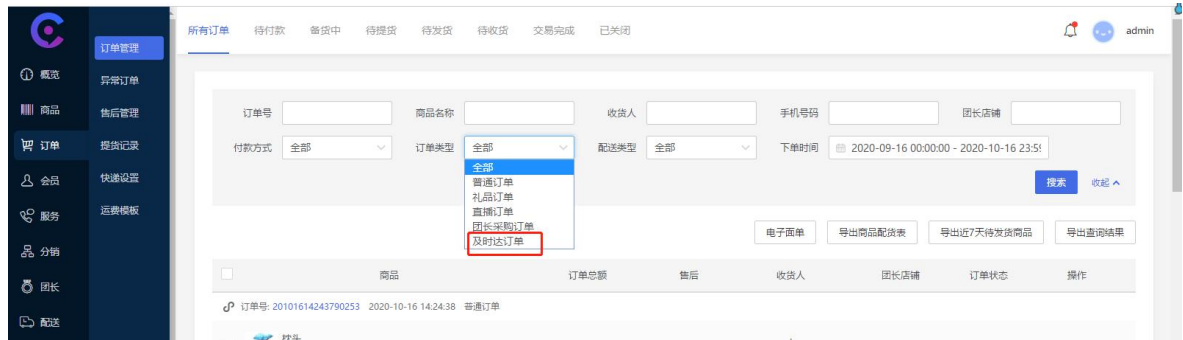 所有订单 待付款 备货中 待提货 待发货 待收货 交易完成 已关闭 admin
订单管理
概览 异常订单
商品 售后管理 订单号 商品名称 收货人 手机号码 团长店铺
订单 提货记录 付款方式 全部 订单类型 全部 配送类型 全部 下单时间 2020-09-16 00:00:00 - 2020-10-16 23:59
全部
会员 快递设置 普通订单 搜索 收起
礼品订单
服务 运费模板 直播订单
团长采购订单
分销 及时达订单 电子面单 导出商品配货表 导出近7天待发货商品 导出查询结果
团长 商品 订单总额 售后 收货人 团长店铺 订单状态 操作
配送 订单号: 20101614243790253 2020-10-16 14:24:38 普通订单
枕头